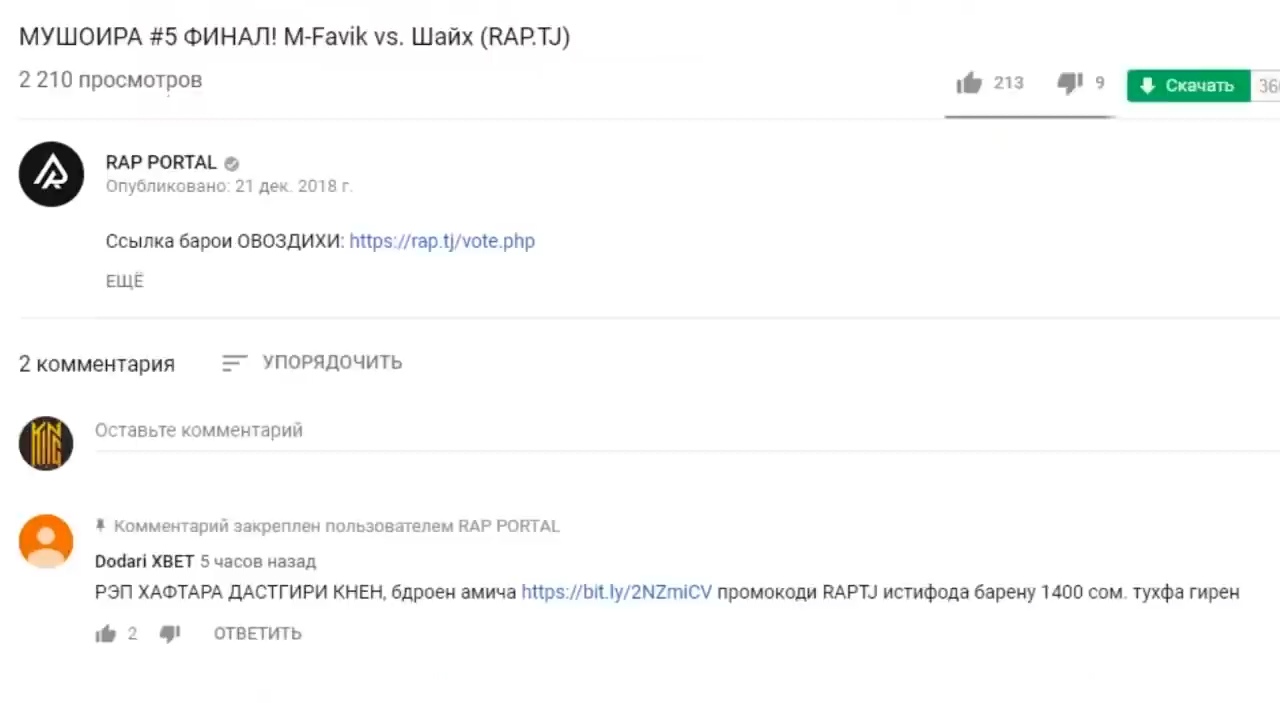 МУШОИРА #5 ФИНАЛ! M-Favik vs. Шайх (RAP.TJ)
2 210 просмотров
213 9 Скачать 36
RAP PORTAL
Опубликовано: 21 дек. 2018 г.
Ссылка барои ОВОЗДИХИ: https://rap.tj/vote.php
ЕЩЁ
2 комментария УПОРЯДОЧИТЬ
KING
Оставьте комментарий
Комментарий закреплен пользователем RAP PORTAL
Dodari XBET 5 часов назад
РЭП ХАФТАРА ДАСТГИРИ КНЕН, бдроен амича https://bit.ly/2NZmiCV промокоди RAPTJ истифода барену 1400 сом. тухфа гирен
2 ОТВЕТИТЬ